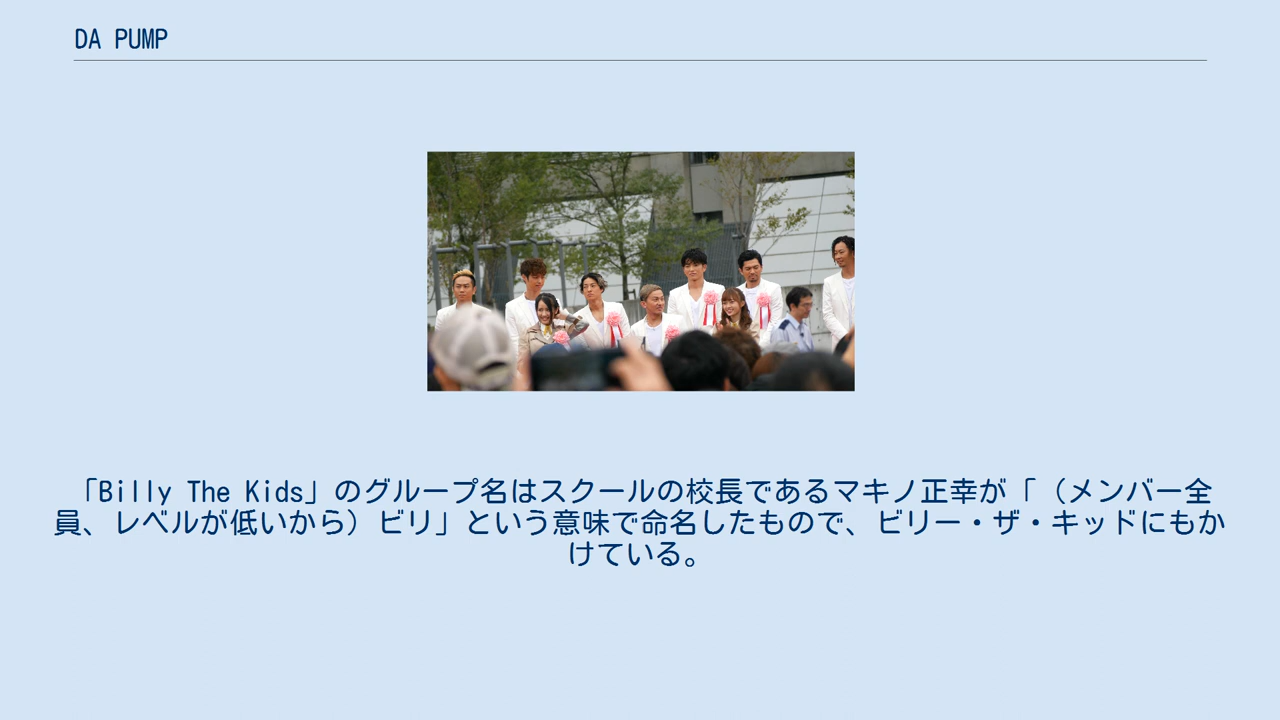 DA PUMP
「Billy The Kids」のグループ名はスクールの校長であるマキノ正幸が「（メンバー全
員、レベルが低いから）ビリ」という意味で命名したもので、ビリー・ザ・キッドにもか
けている。